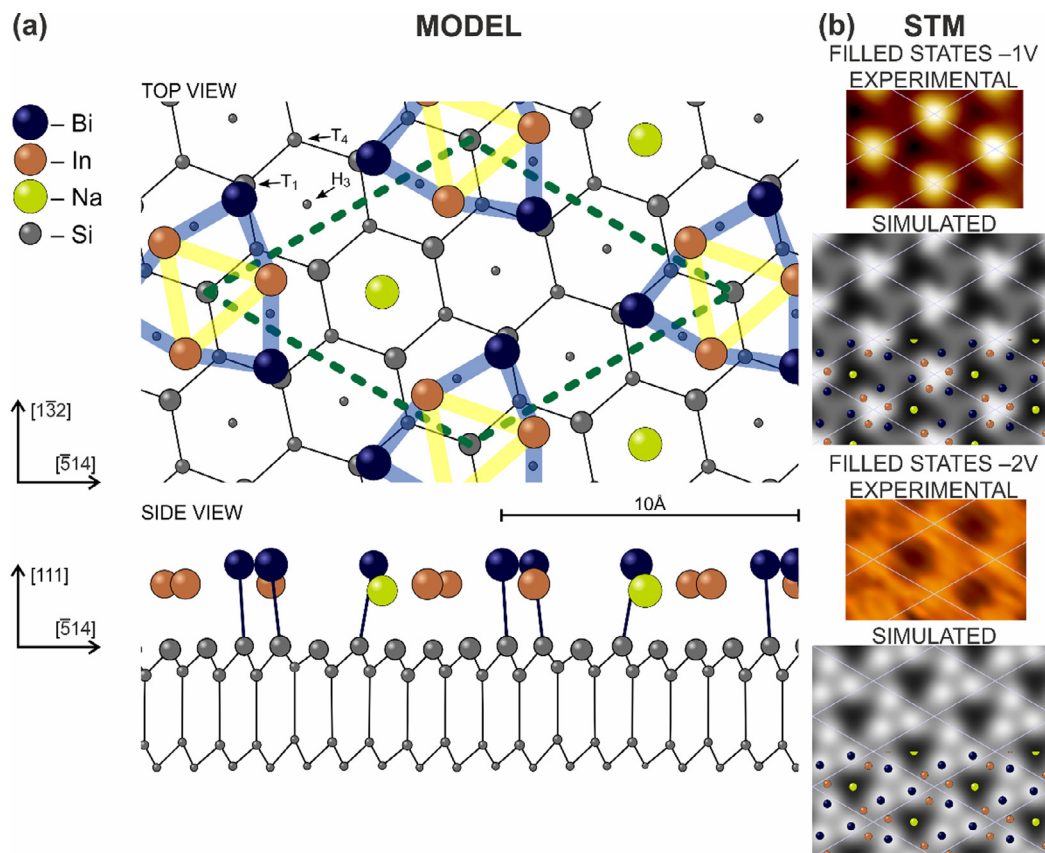 (a)
MODEL
TOP VIEW
– Bi
– In
– Na
– Si
T₄
T₁
H₃
[13̅2]
[5̅14]
SIDE VIEW
10Å
[111]
[5̅14]
(b)
STM
FILLED STATES –1V
EXPERIMENTAL
SIMULATED
FILLED STATES –2V
EXPERIMENTAL
SIMULATED